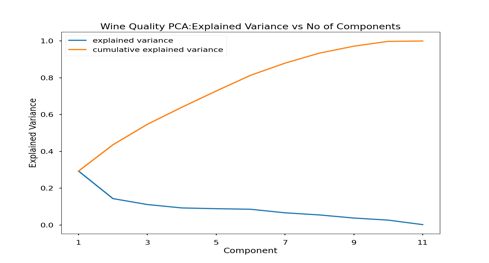 Wine Quality PCA:Explained Variance vs No of Components
explained variance
cumulative explained variance
1.0
0.8
0.6
0.4
0.2
0.0
Explained Variance
1 3 5 7 9 11
Component